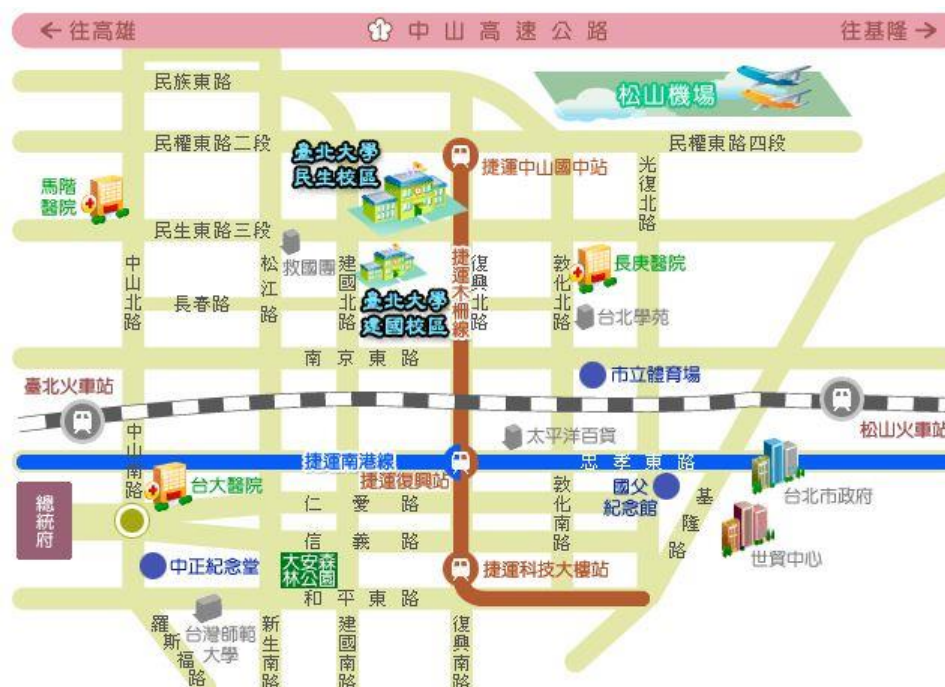 ←往高雄
1 中山高速公路
往基隆→
民族東路
松山機場
民權東路二段
民權東路四段
臺北大學
民生校區
捷運中山國中站
光復北路
馬階
醫院
民生東路三段
救國團
中山北路
松江路
建國北路
捷運木柵線
復興北路
敦化北路
長庚醫院
長春路
臺北大學
建國校區
台北學苑
南京東路
市立體育場
臺北火車站
松山火車站
太平洋百貨
中山南路
捷運南港線
忠孝東路
捷運復興站
台大醫院
總統府
仁愛路
敦化南路
國父
紀念館
基隆路
台北市政府
信義路
世貿中心
中正紀念堂
大安森
林公園
捷運科技大樓站
和平東路
台灣師範
大學
羅斯福路
新生南路
建國南路
復興南路